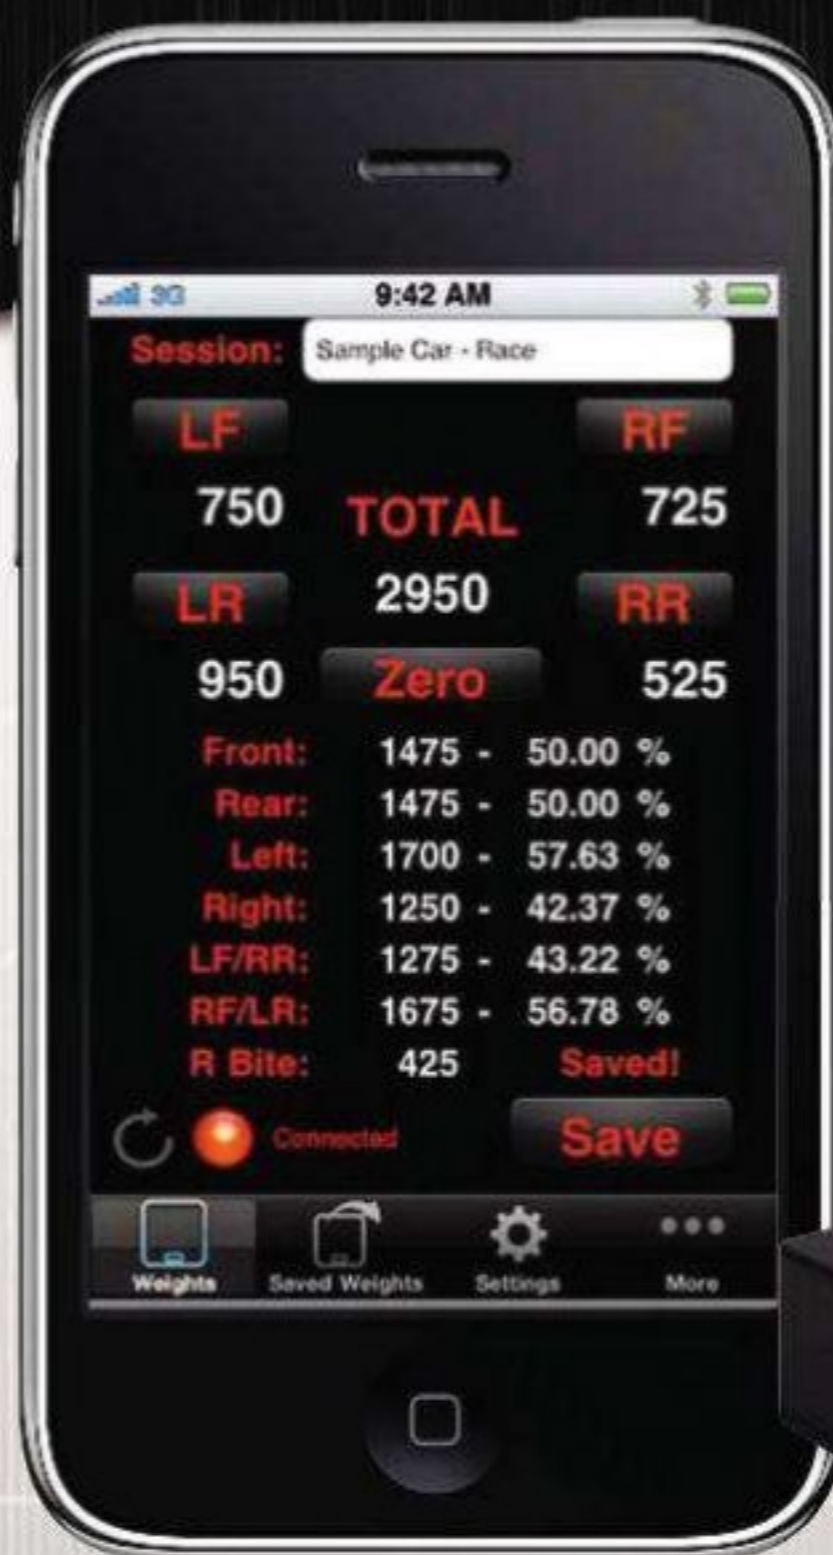 3G 9:42 AM
Session: Sample Car - Race
LF RF
750 TOTAL 725
LR 2950 RR
950 Zero 525
Front: 1475 - 50.00 %
Rear: 1475 - 50.00 %
Left: 1700 - 57.63 %
Right: 1250 - 42.37 %
LF/RR: 1275 - 43.22 %
RF/LR: 1675 - 56.78 %
R Bite: 425 Saved!
Connected Save
Weights Saved Weights Settings More